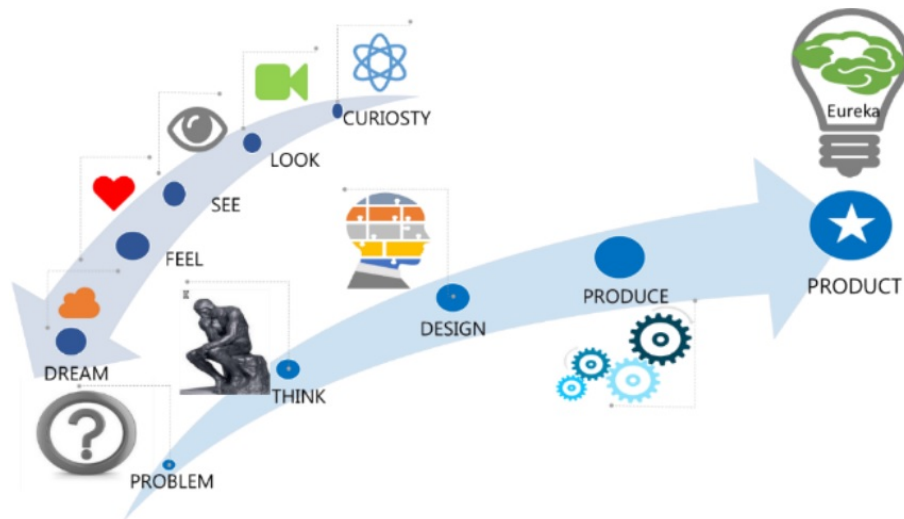 CURIOSTY
LOOK
SEE
FEEL
DREAM
PROBLEM
THINK
DESIGN
PRODUCE
PRODUCT
Eureka
?